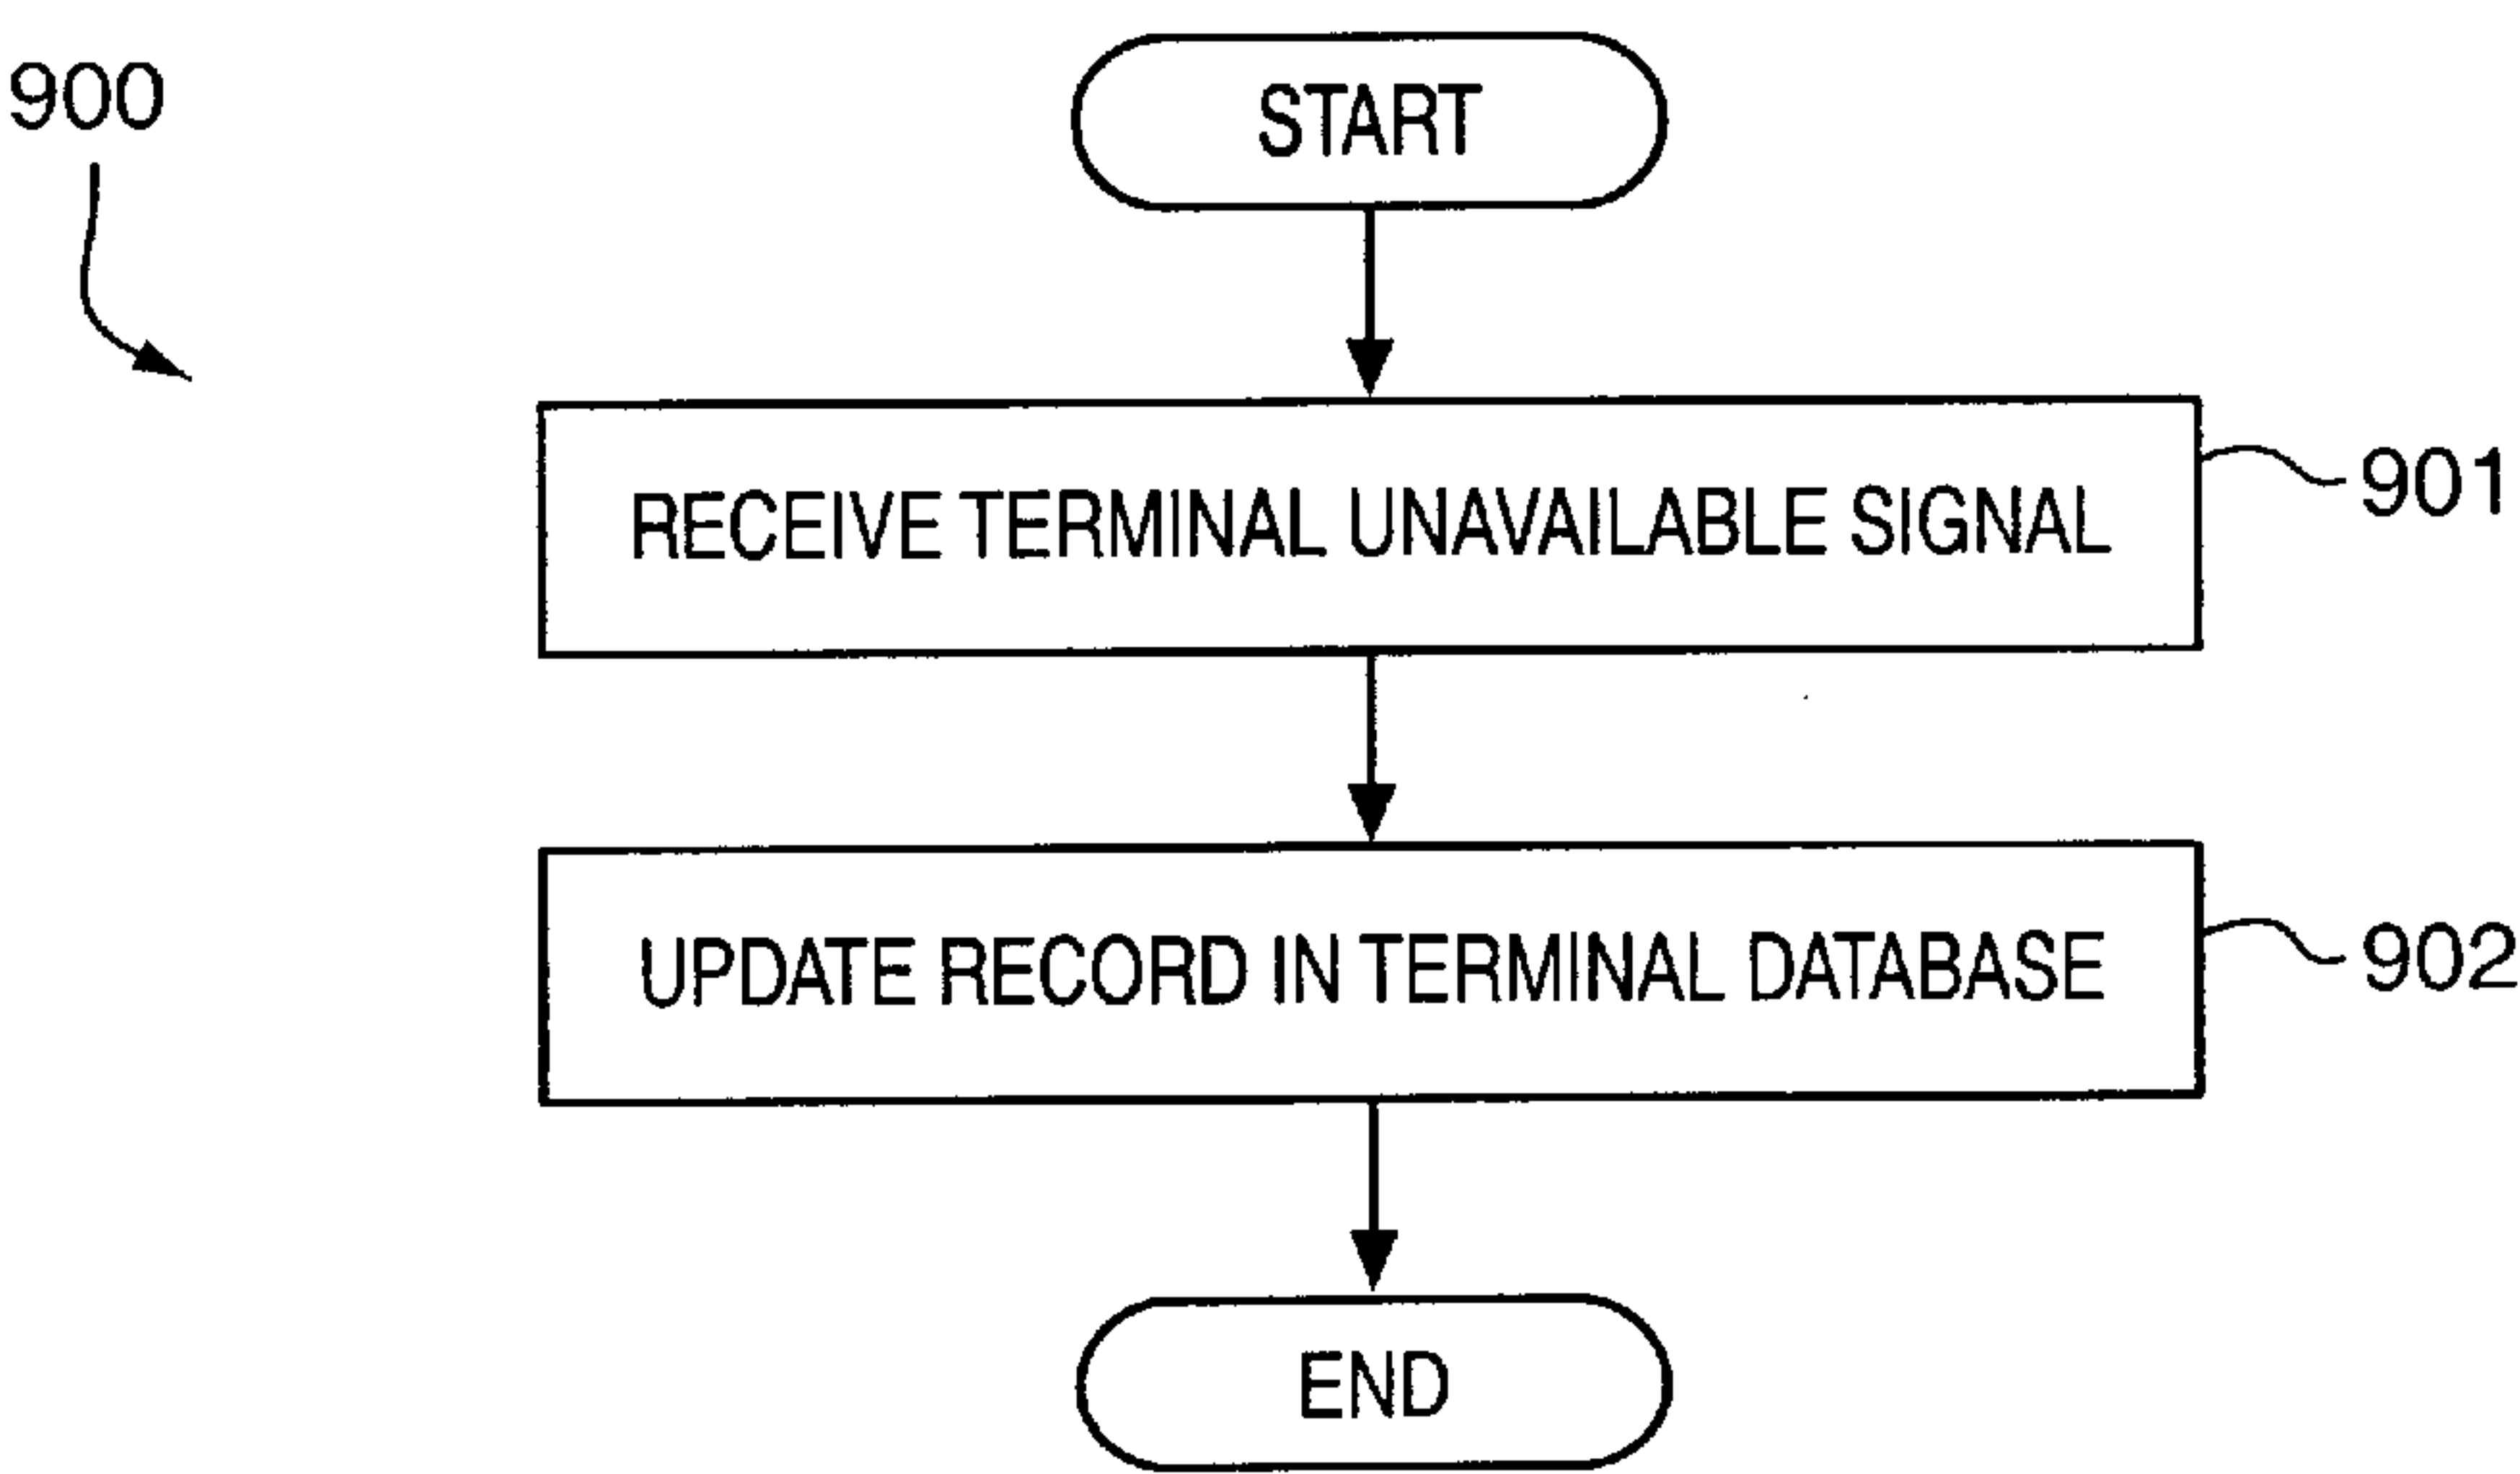 900
START
RECEIVE TERMINAL UNAVAILABLE SIGNAL
901
UPDATE RECORD IN TERMINAL DATABASE
902
END